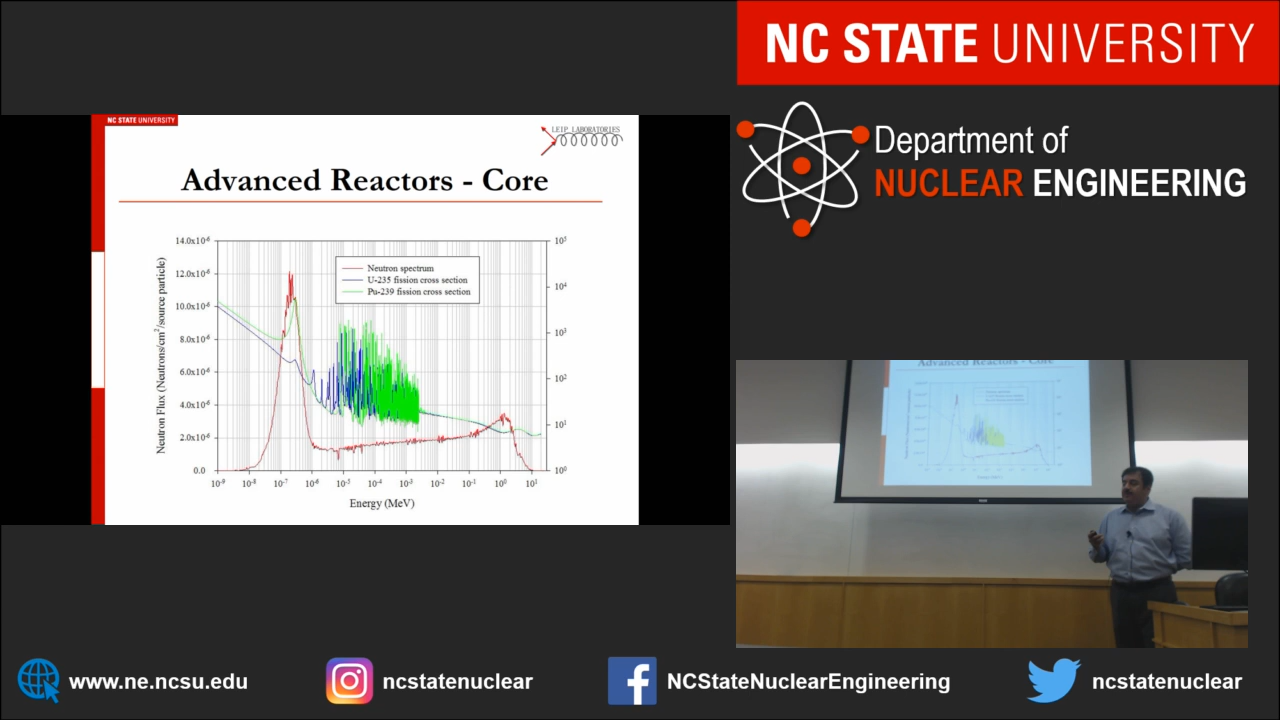 NC STATE UNIVERSITY
Department of
NUCLEAR ENGINEERING
NC STATE UNIVERSITY
LEIP LABORATORIES
Advanced Reactors - Core
14.0x10⁻⁶
12.0x10⁻⁶
10.0x10⁻⁶
8.0x10⁻⁶
6.0x10⁻⁶
4.0x10⁻⁶
2.0x10⁻⁶
0.0
Neutron Flux (Neutrons/cm²/source particle)
Neutron spectrum
U-235 fission cross section
Pu-239 fission cross section
10⁵
10⁴
10³
10²
10¹
10⁰
10⁻⁹ 10⁻⁸ 10⁻⁷ 10⁻⁶ 10⁻⁵ 10⁻⁴ 10⁻³ 10⁻² 10⁻¹ 10⁰ 10¹
Energy (MeV)
Advanced Reactors - Core
www.ne.ncsu.edu
ncstatenuclear
NCStateNuclearEngineering
ncstatenuclear